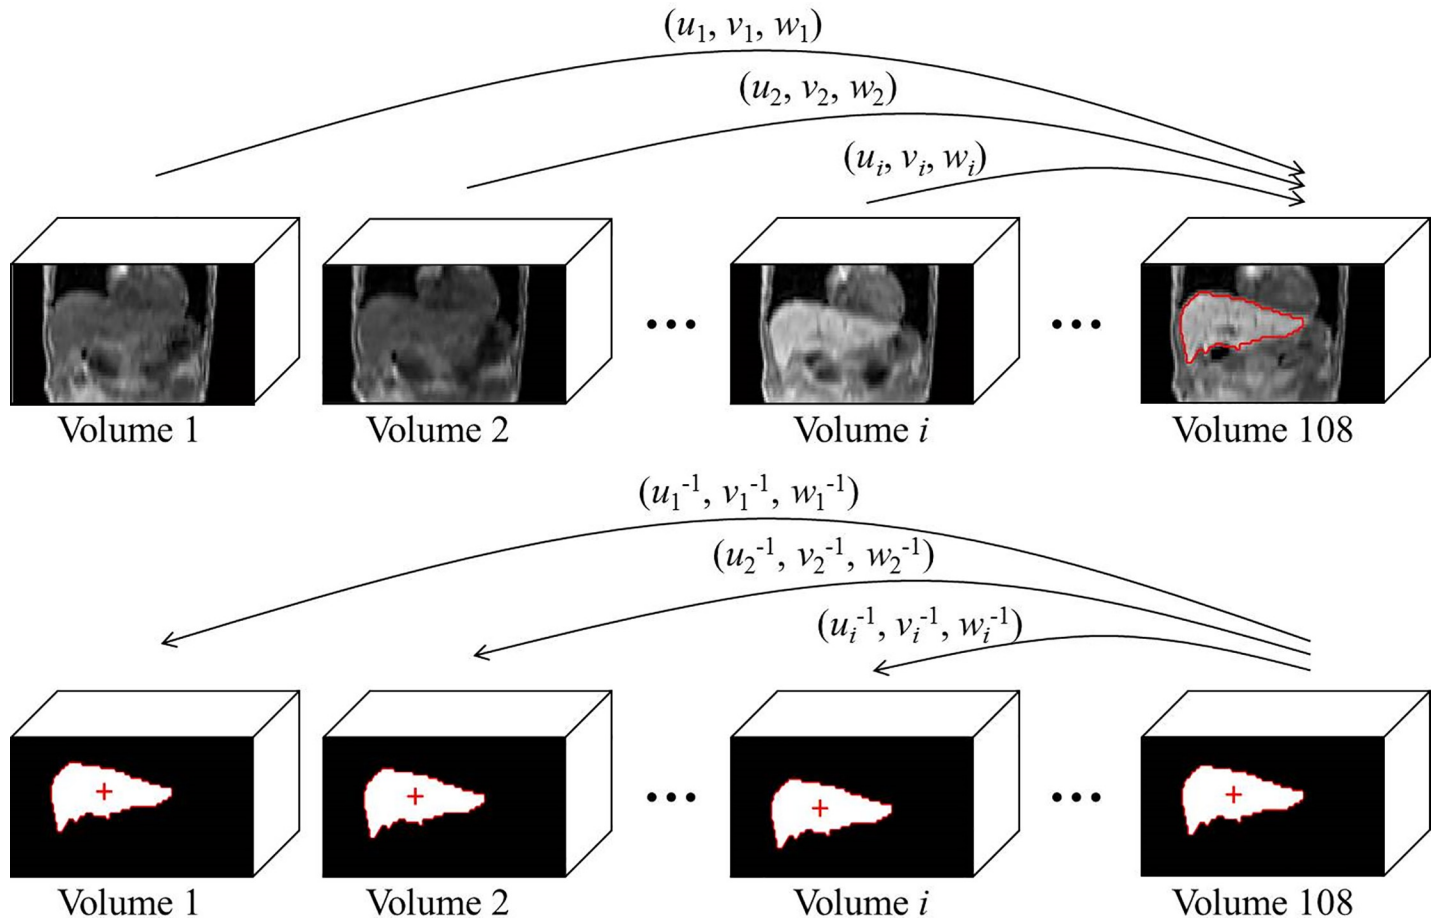 (u₁, v₁, w₁)
(u₂, v₂, w₂)
(uᵢ, vᵢ, wᵢ)
•••
•••
Volume 1
Volume 2
Volume i
Volume 108
(u₁⁻¹, v₁⁻¹, w₁⁻¹)
(u₂⁻¹, v₂⁻¹, w₂⁻¹)
(uᵢ⁻¹, vᵢ⁻¹, wᵢ⁻¹)
•••
•••
Volume 1
Volume 2
Volume i
Volume 108